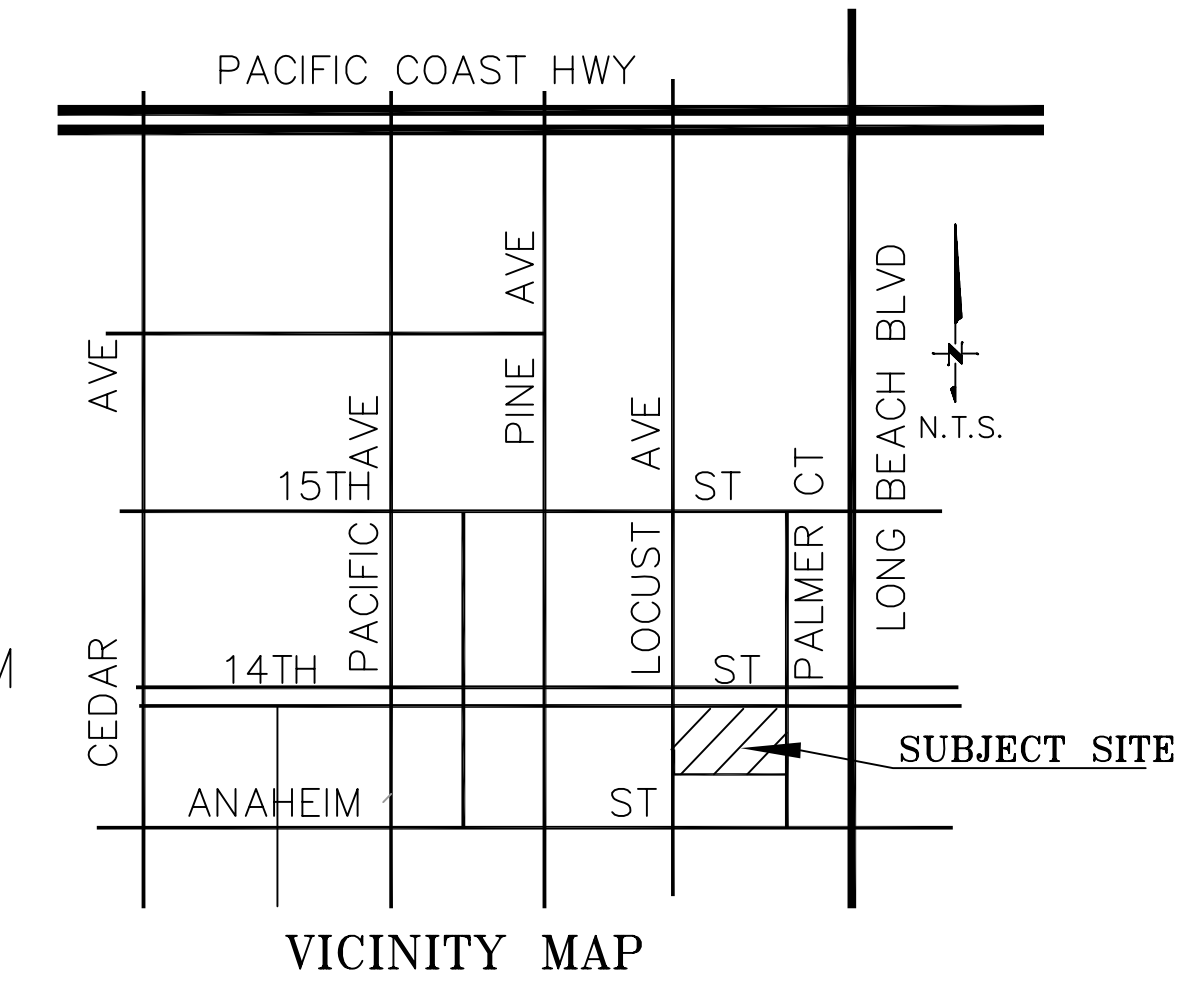 PACIFIC COAST HWY
CEDAR AVE
PACIFIC AVE
PINE AVE
LOCUST AVE
PALMER CT
LONG BEACH BLVD
N.T.S.
15TH ST
14TH ST
M
SUBJECT SITE
ANAHEIM ST
VICINITY MAP